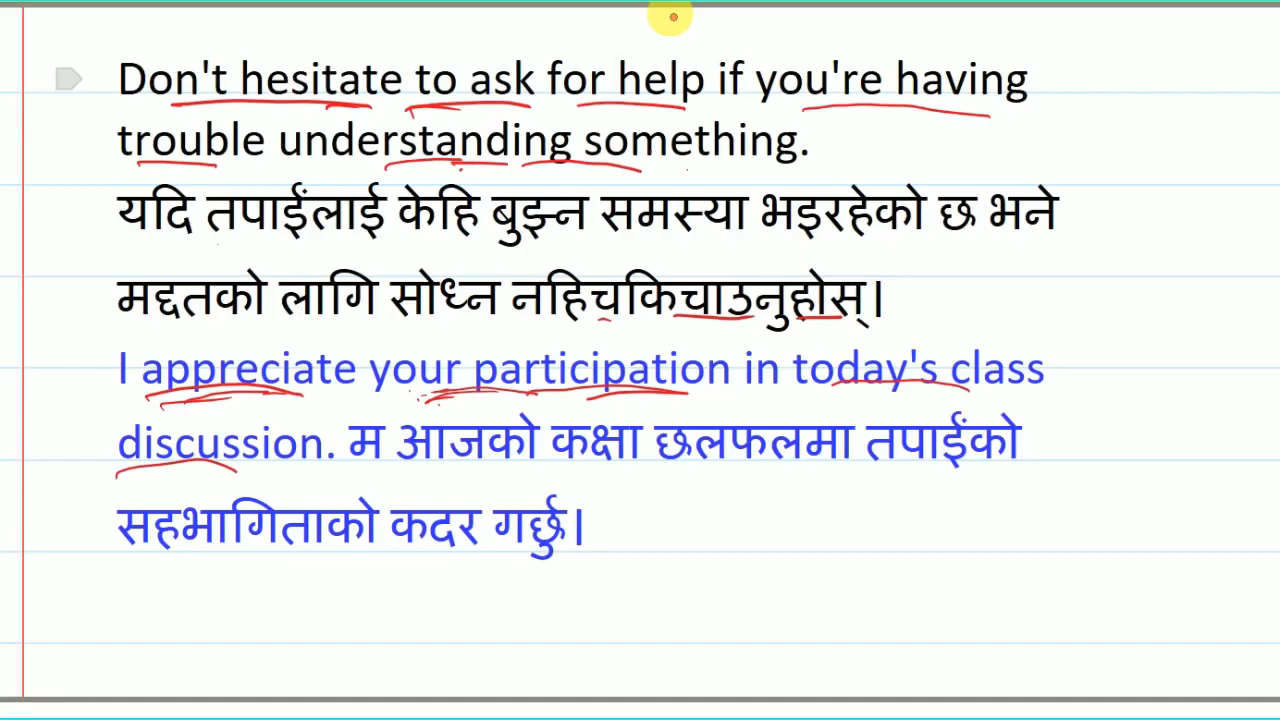 Don't hesitate to ask for help if you're having
trouble understanding something.
यदि तपाईंलाई केहि बुझ्न समस्या भइरहेको छ भने
मद्दतको लागि सोध्न नहिचकिचाउनुहोस्।
I appreciate your participation in today's class
discussion. म आजको कक्षा छलफलमा तपाईंको
सहभागिताको कदर गर्छु।